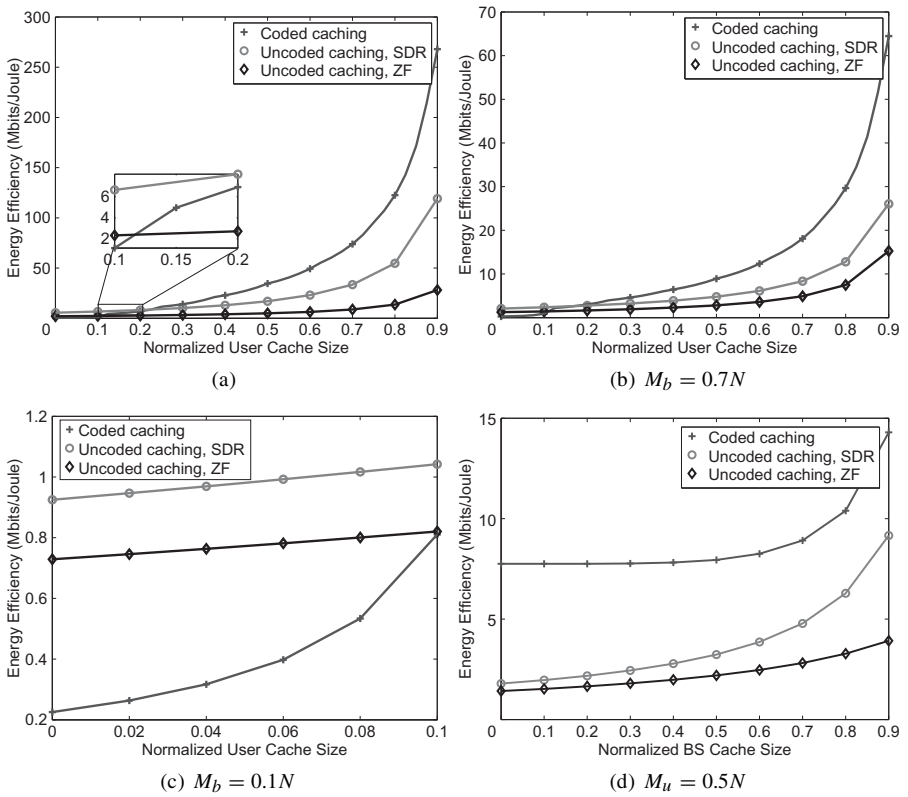 300
250
200
150
100
50
Energy Efficiency (Mbits/Joule)
Coded caching
Uncoded caching, SDR
Uncoded caching, ZF
6
4
2
0.1 0.15 0.2
0 0.1 0.2 0.3 0.4 0.5 0.6 0.7 0.8 0.9
Normalized User Cache Size
(a)
70
60
50
40
30
20
10
Energy Efficiency (Mbits/Joule)
Coded caching
Uncoded caching, SDR
Uncoded caching, ZF
0 0.1 0.2 0.3 0.4 0.5 0.6 0.7 0.8 0.9
Normalized User Cache Size
(b) M_b = 0.7N
1.2
1
0.8
0.6
0.4
0.2
Energy Efficiency (Mbits/Joule)
Coded caching
Uncoded caching, SDR
Uncoded caching, ZF
0 0.02 0.04 0.06 0.08 0.1
Normalized User Cache Size
(c) M_b = 0.1N
15
10
5
Energy Efficiency (Mbits/Joule)
Coded caching
Uncoded caching, SDR
Uncoded caching, ZF
0 0.1 0.2 0.3 0.4 0.5 0.6 0.7 0.8 0.9
Normalized BS Cache Size
(d) M_u = 0.5N